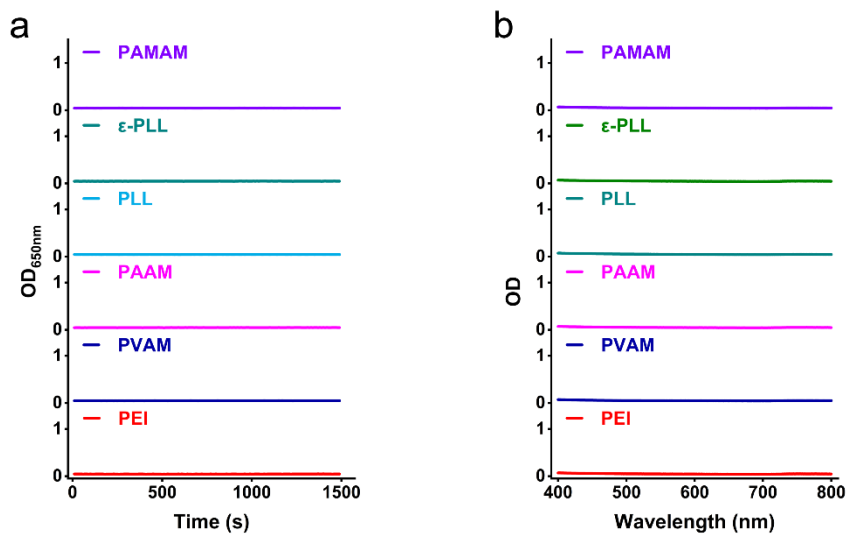 a
OD650nm
1
PAMAM
0
1
ε-PLL
0
1
PLL
0
1
PAAM
0
1
PVAM
0
1
PEI
0
0 500 1000 1500
Time (s)
b
OD
1
PAMAM
0
1
ε-PLL
0
1
PLL
0
1
PAAM
0
1
PVAM
0
1
PEI
0
400 500 600 700 800
Wavelength (nm)